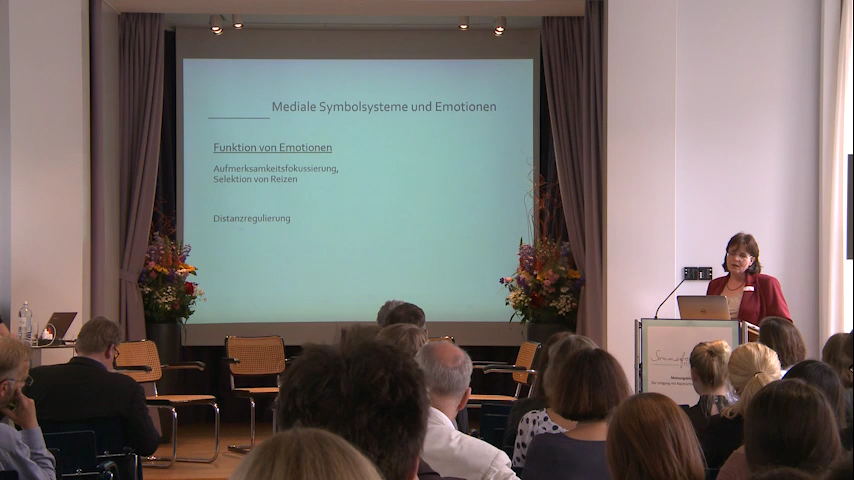 Mediale Symbolsysteme und Emotionen
Funktion von Emotionen
Aufmerksamkeitsfokussierung,
Selektion von Reizen
Distanzregulierung